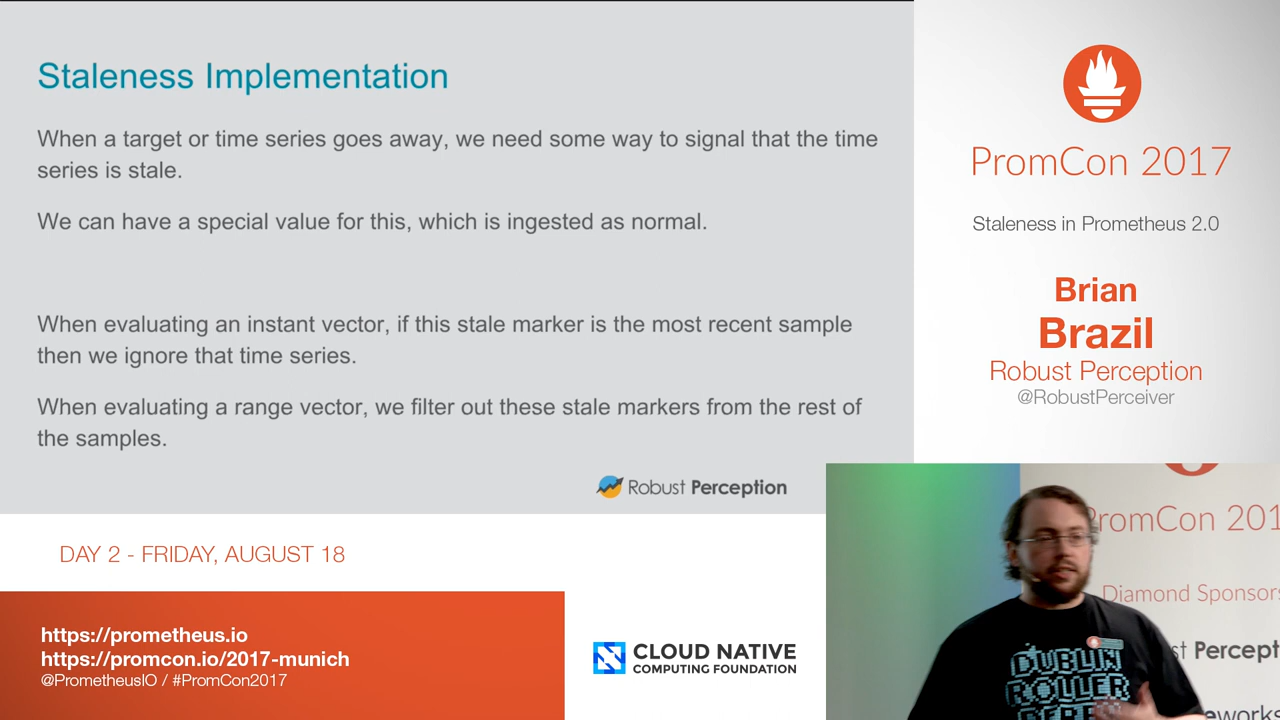 Staleness Implementation
When a target or time series goes away, we need some way to signal that the time
series is stale.
We can have a special value for this, which is ingested as normal.
When evaluating an instant vector, if this stale marker is the most recent sample
then we ignore that time series.
When evaluating a range vector, we filter out these stale markers from the rest of
the samples.
Robust Perception
PromCon 2017
Staleness in Prometheus 2.0
Brian
Brazil
Robust Perception
@RobustPerceiver
DAY 2 - FRIDAY, AUGUST 18
https://prometheus.io
https://promcon.io/2017-munich
@PrometheusIO / #PromCon2017
CLOUD NATIVE
COMPUTING FOUNDATION
PromCon 201
Diamond Sponsors
st Percept
DUBLIN
ROLLER
eworks